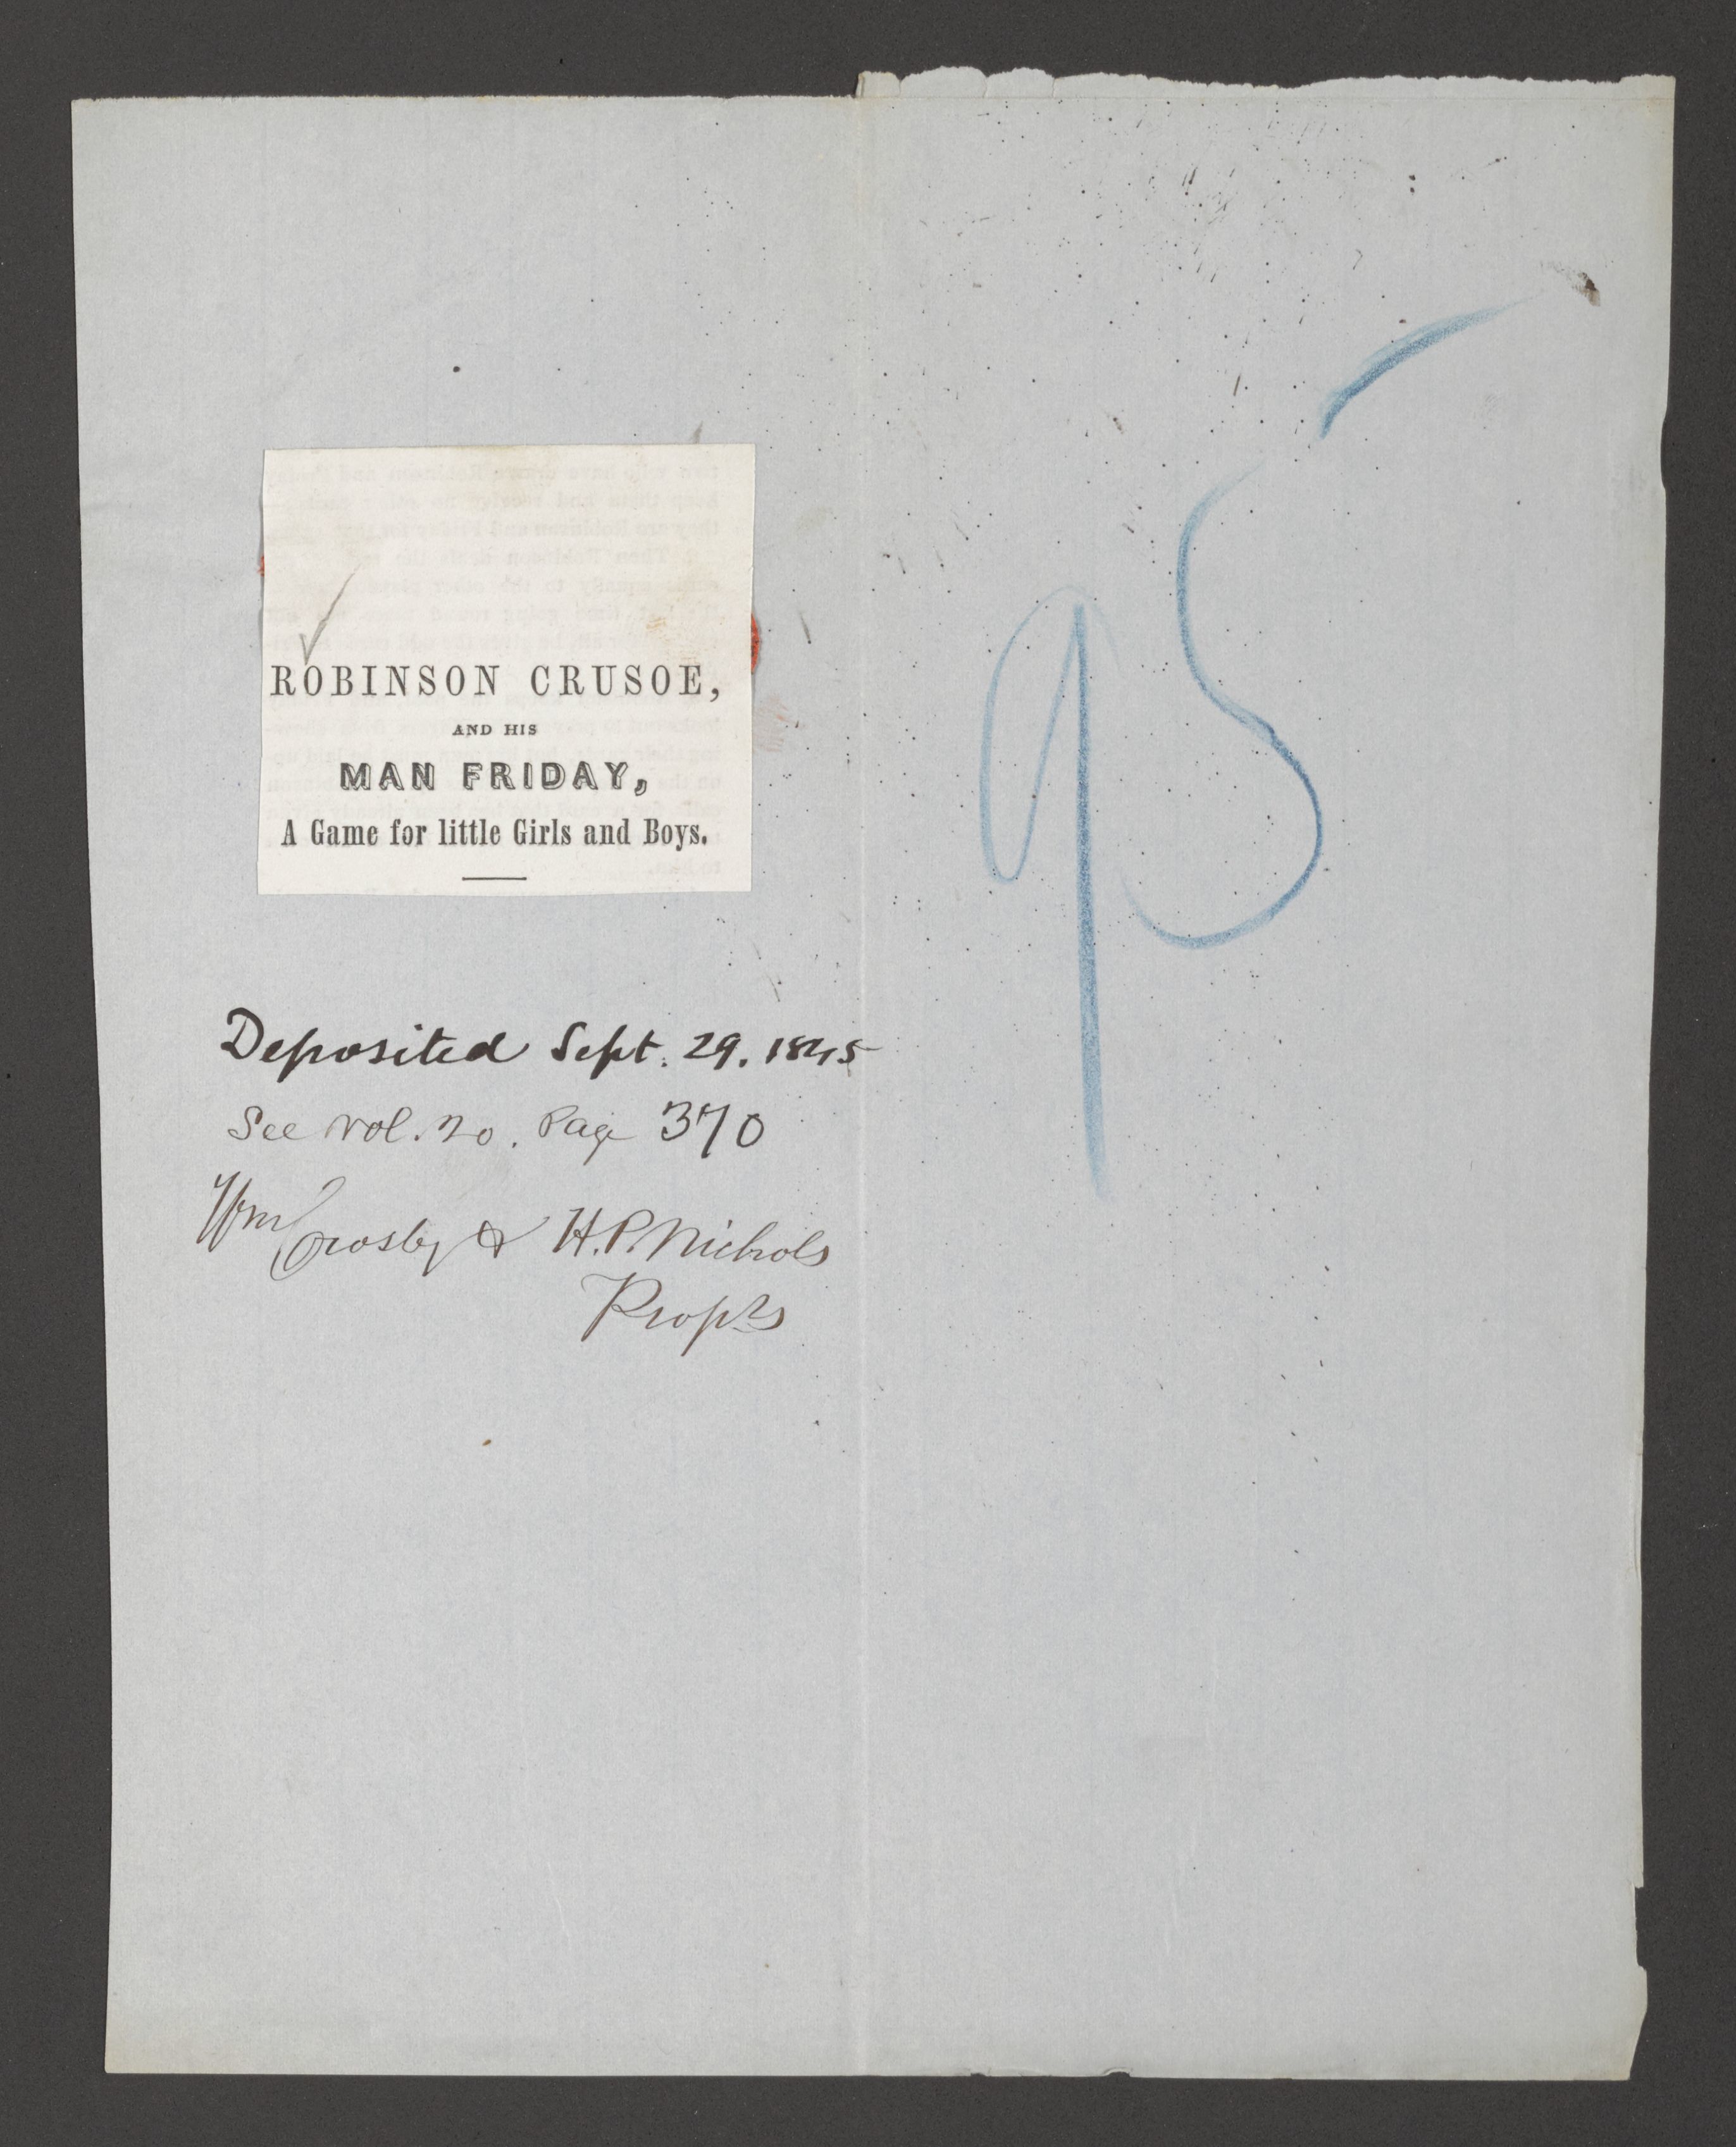 ROBINSON CRUSOE,
AND HIS
MAN FRIDAY,
A Game for little Girls and Boys.
95
Deposited Sept. 29. 1845
See Vol. 20. Page 370
Wm Crosby & H.P. Nichols
Proprs